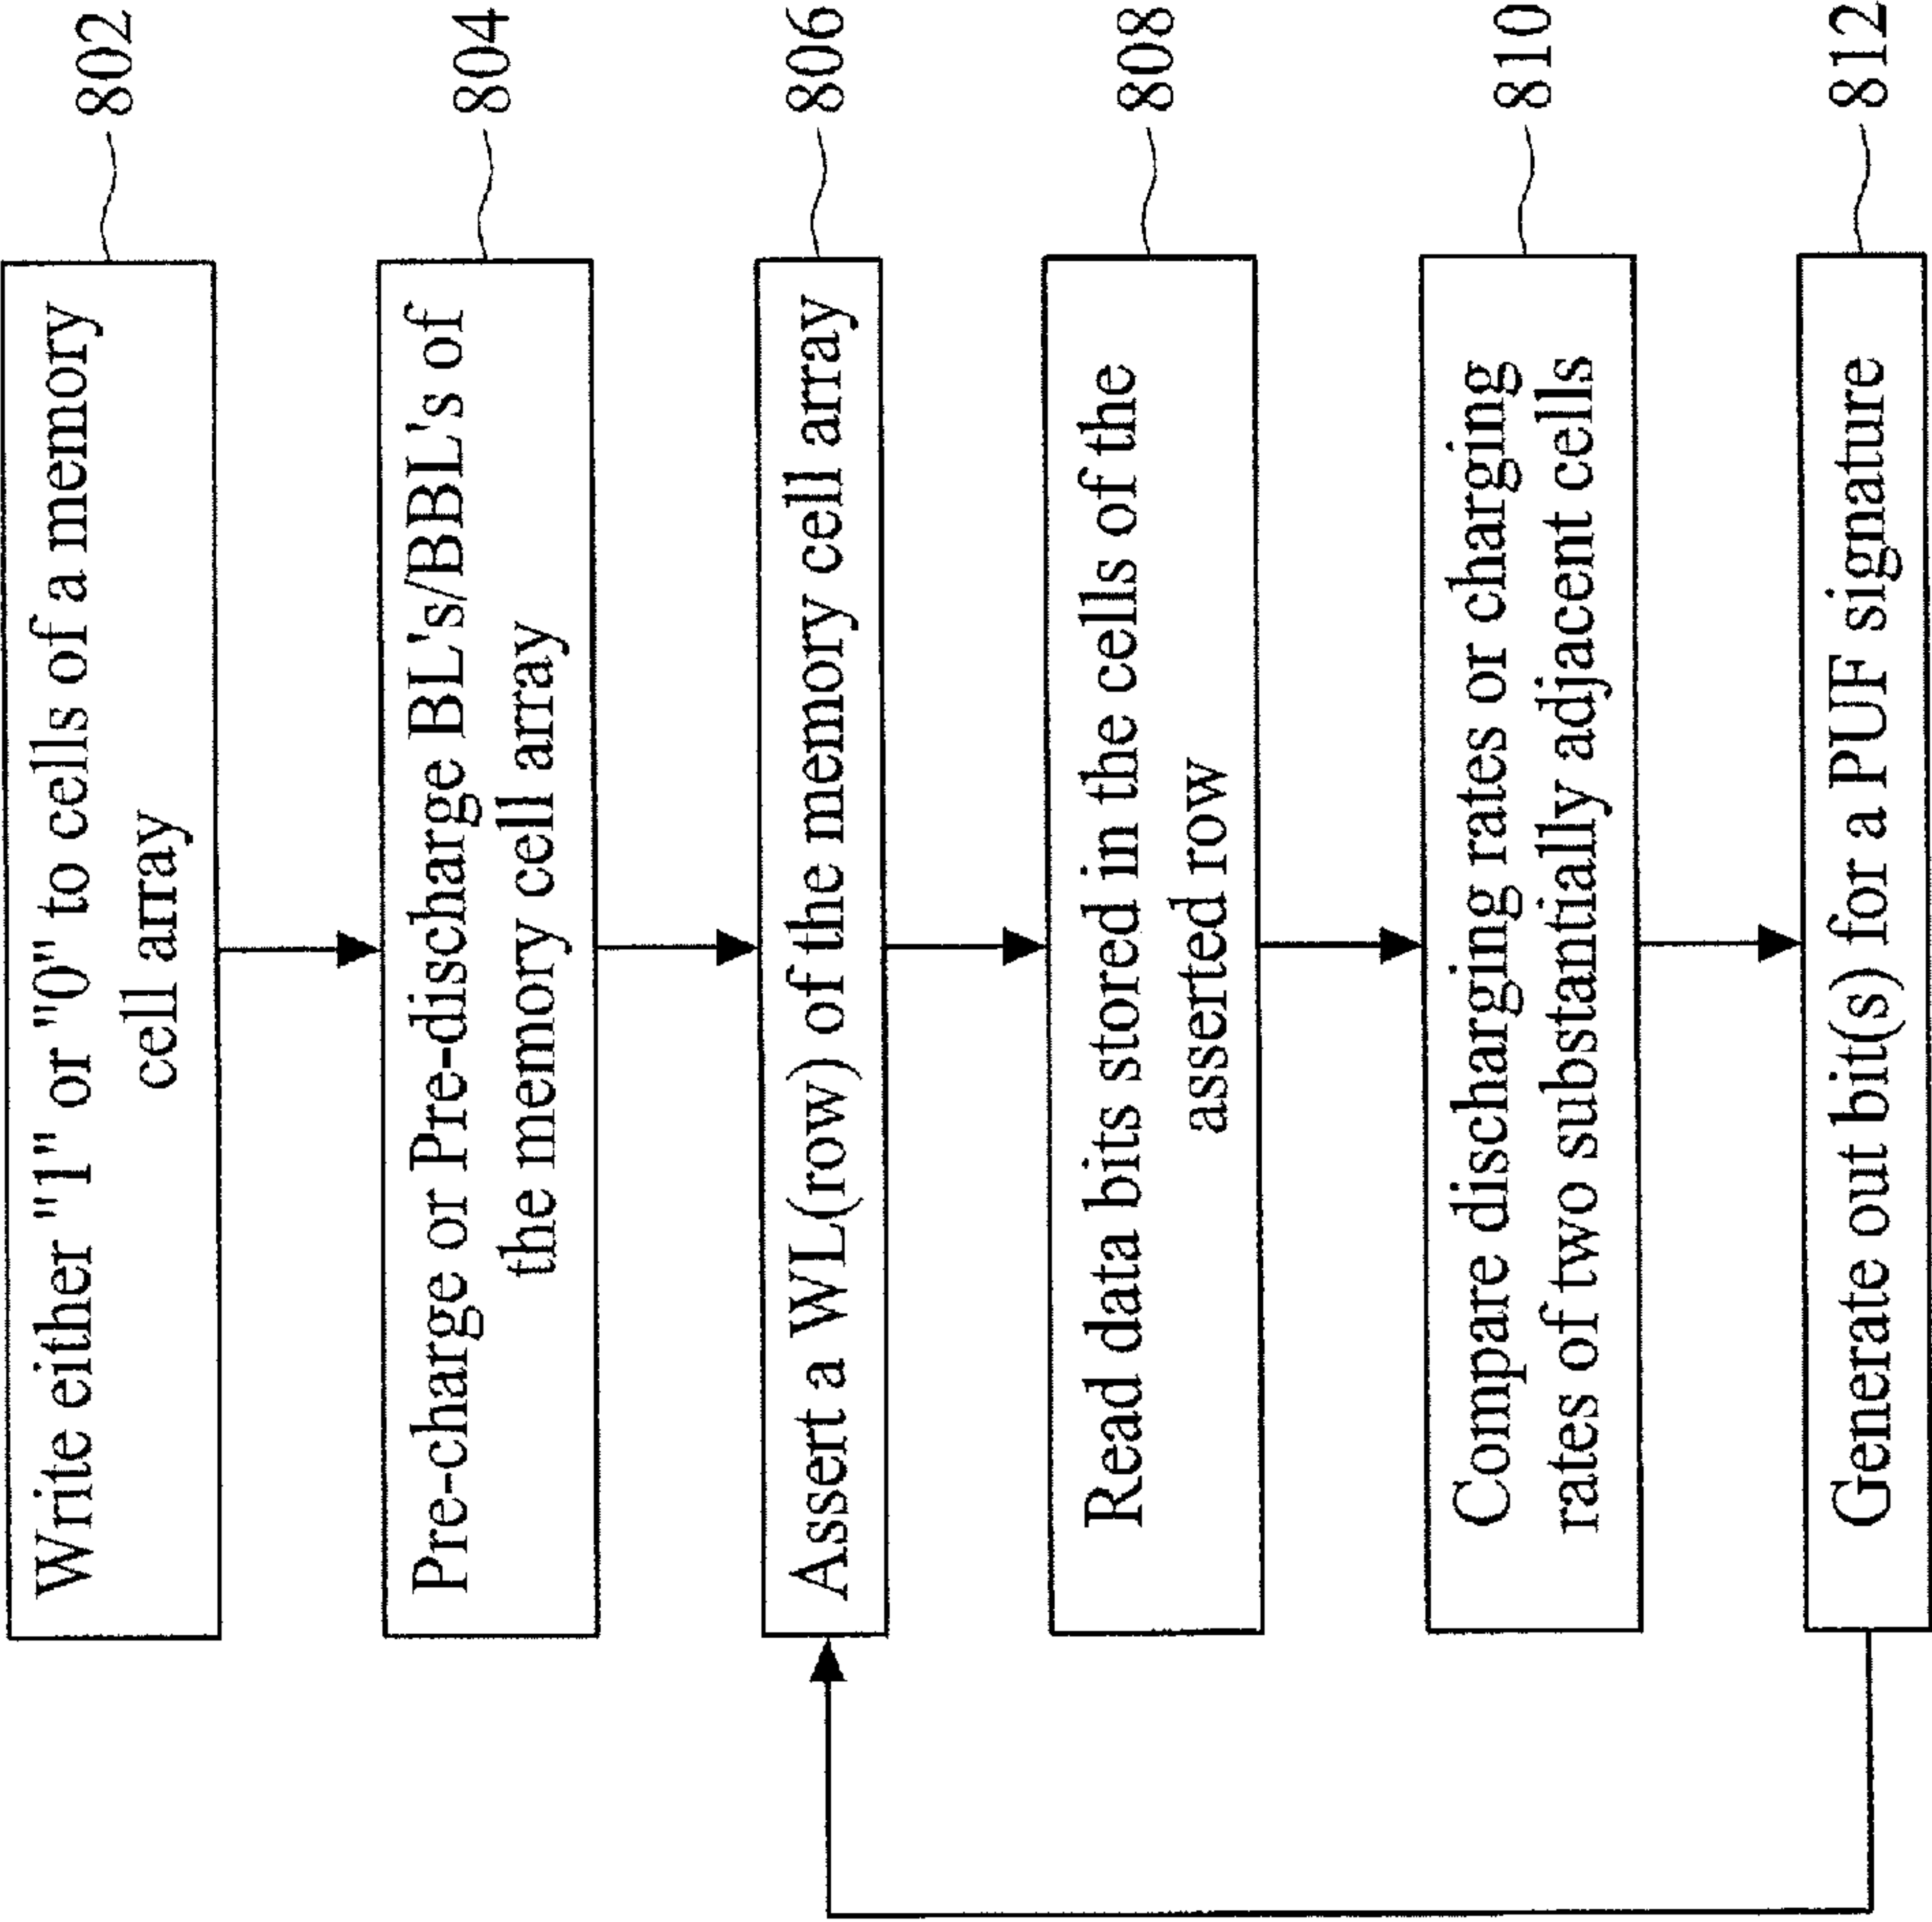 Write either "1" or "0" to cells of a memory
cell array
802
Pre-charge or Pre-discharge BL's/BBL's of
the memory cell array
804
Assert a WL(row) of the memory cell array
806
Read data bits stored in the cells of the
asserted row
808
Compare discharging rates or charging
rates of two substantially adjacent cells
810
Generate out bit(s) for a PUF signature
812